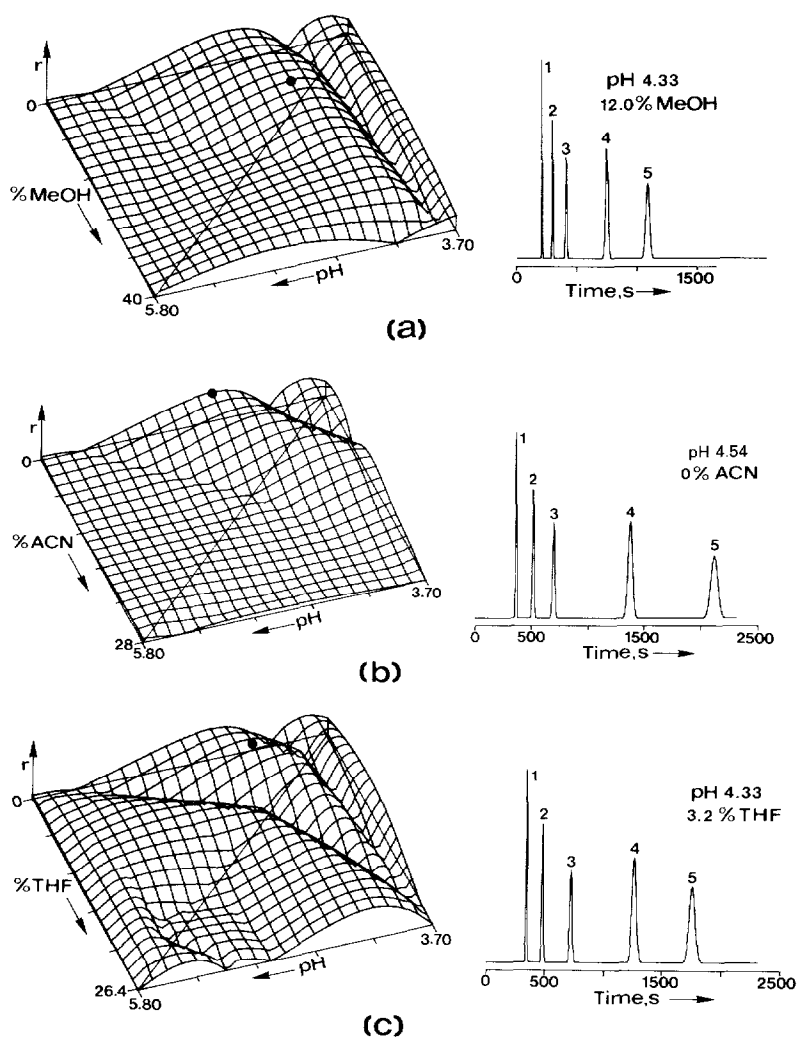 r
0
%MeOH
40
5.80
pH
3.70
1
2
3
4
5
pH 4.33
12.0% MeOH
0
1500
Time,s
(a)
r
0
%ACN
28
5.80
pH
3.70
1
2
3
4
5
pH 4.54
0% ACN
0
500
1500
2500
Time,s
(b)
r
0
%THF
26.4
5.80
pH
3.70
1
2
3
4
5
pH 4.33
3.2 % THF
0
500
1500
2500
Time,s
(c)